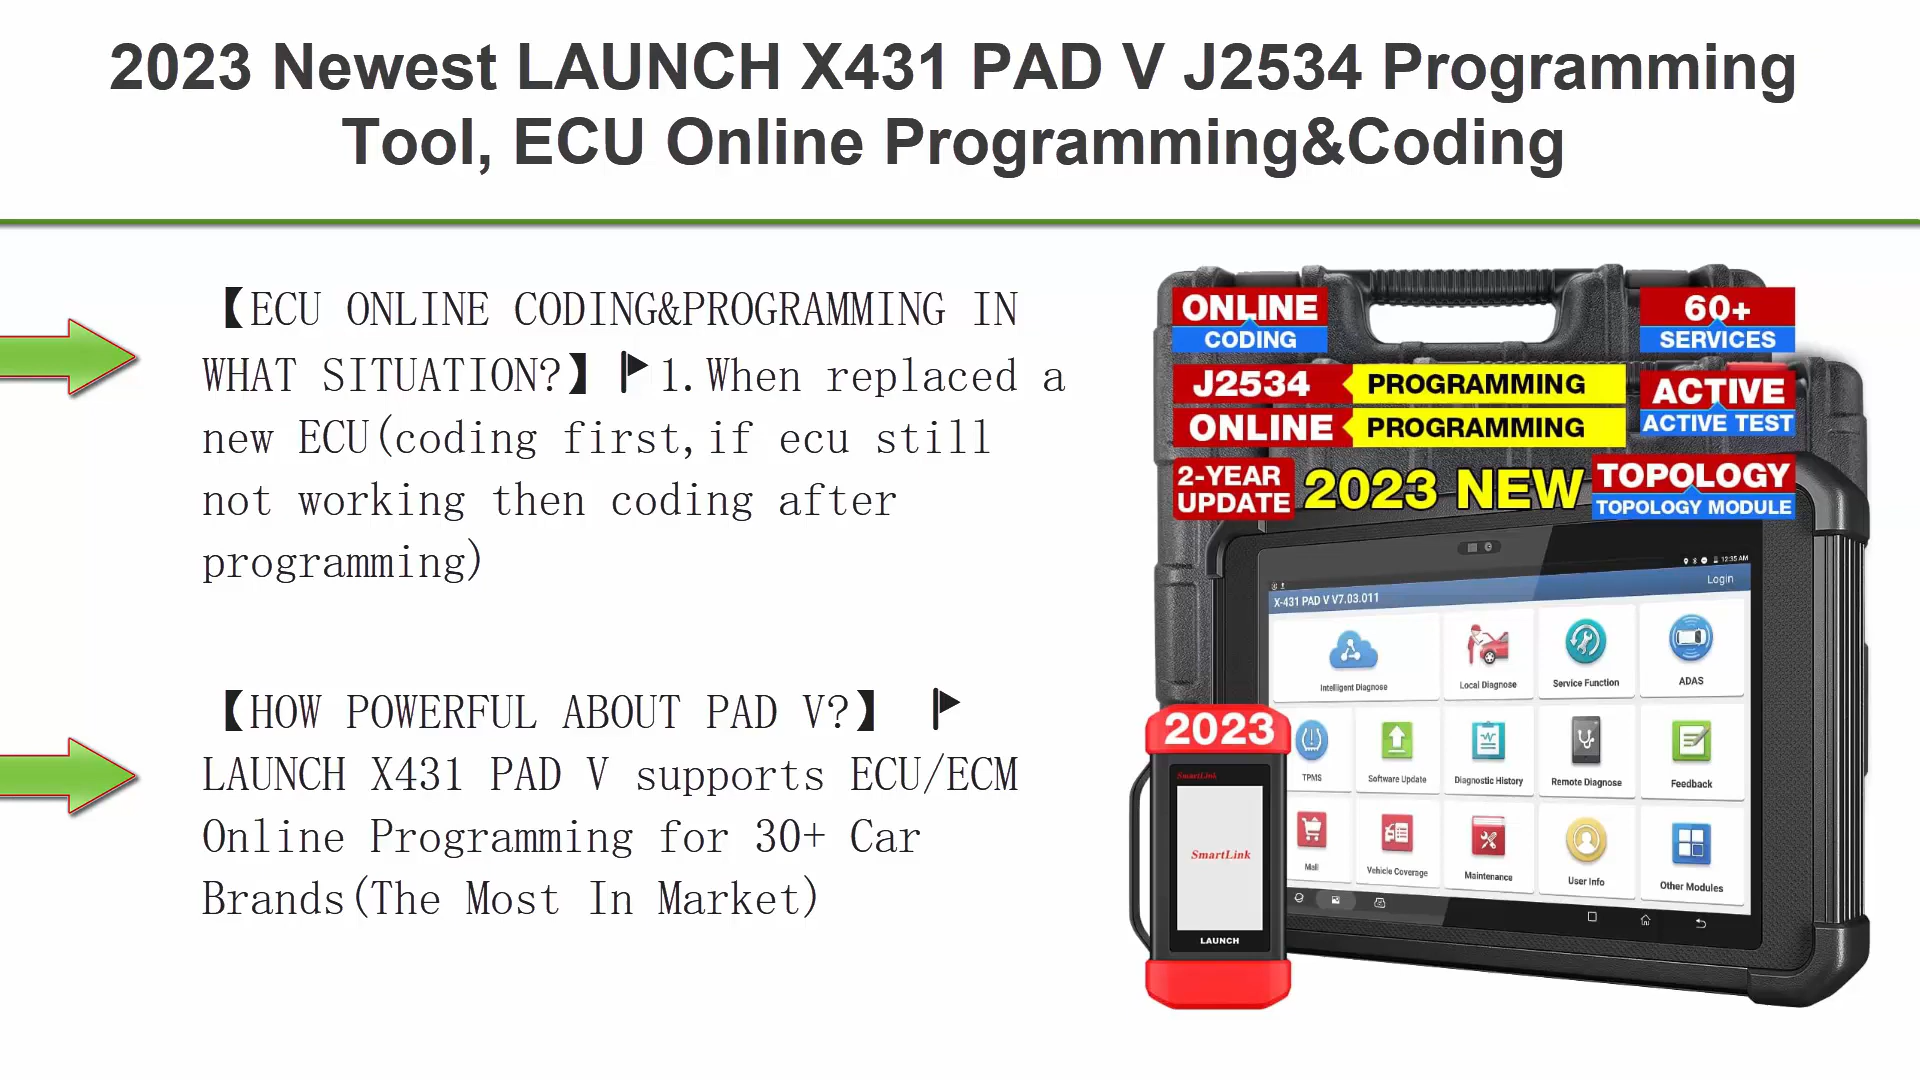 2023 Newest LAUNCH X431 PAD V J2534 Programming
Tool, ECU Online Programming&Coding
【ECU ONLINE CODING&PROGRAMMING IN
WHAT SITUATION?】⚑1.When replaced a
new ECU(coding first,if ecu still
not working then coding after
programming)
【HOW POWERFUL ABOUT PAD V?】 ⚑
LAUNCH X431 PAD V supports ECU/ECM
Online Programming for 30+ Car
Brands(The Most In Market)
ONLINE
CODING
60+
SERVICES
J2534 PROGRAMMING
ONLINE PROGRAMMING
ACTIVE
ACTIVE TEST
2-YEAR
UPDATE
2023 NEW
TOPOLOGY
TOPOLOGY MODULE
12:35 AM
X-431 PAD V V7.03.011
Login
Intelligent Diagnose
Local Diagnose
Service Function
ADAS
TPMS
Software Update
Diagnostic History
Remote Diagnose
Feedback
Mall
Vehicle Coverage
Maintenance
User Info
Other Modules
2023
SmartLink
SmartLink
LAUNCH